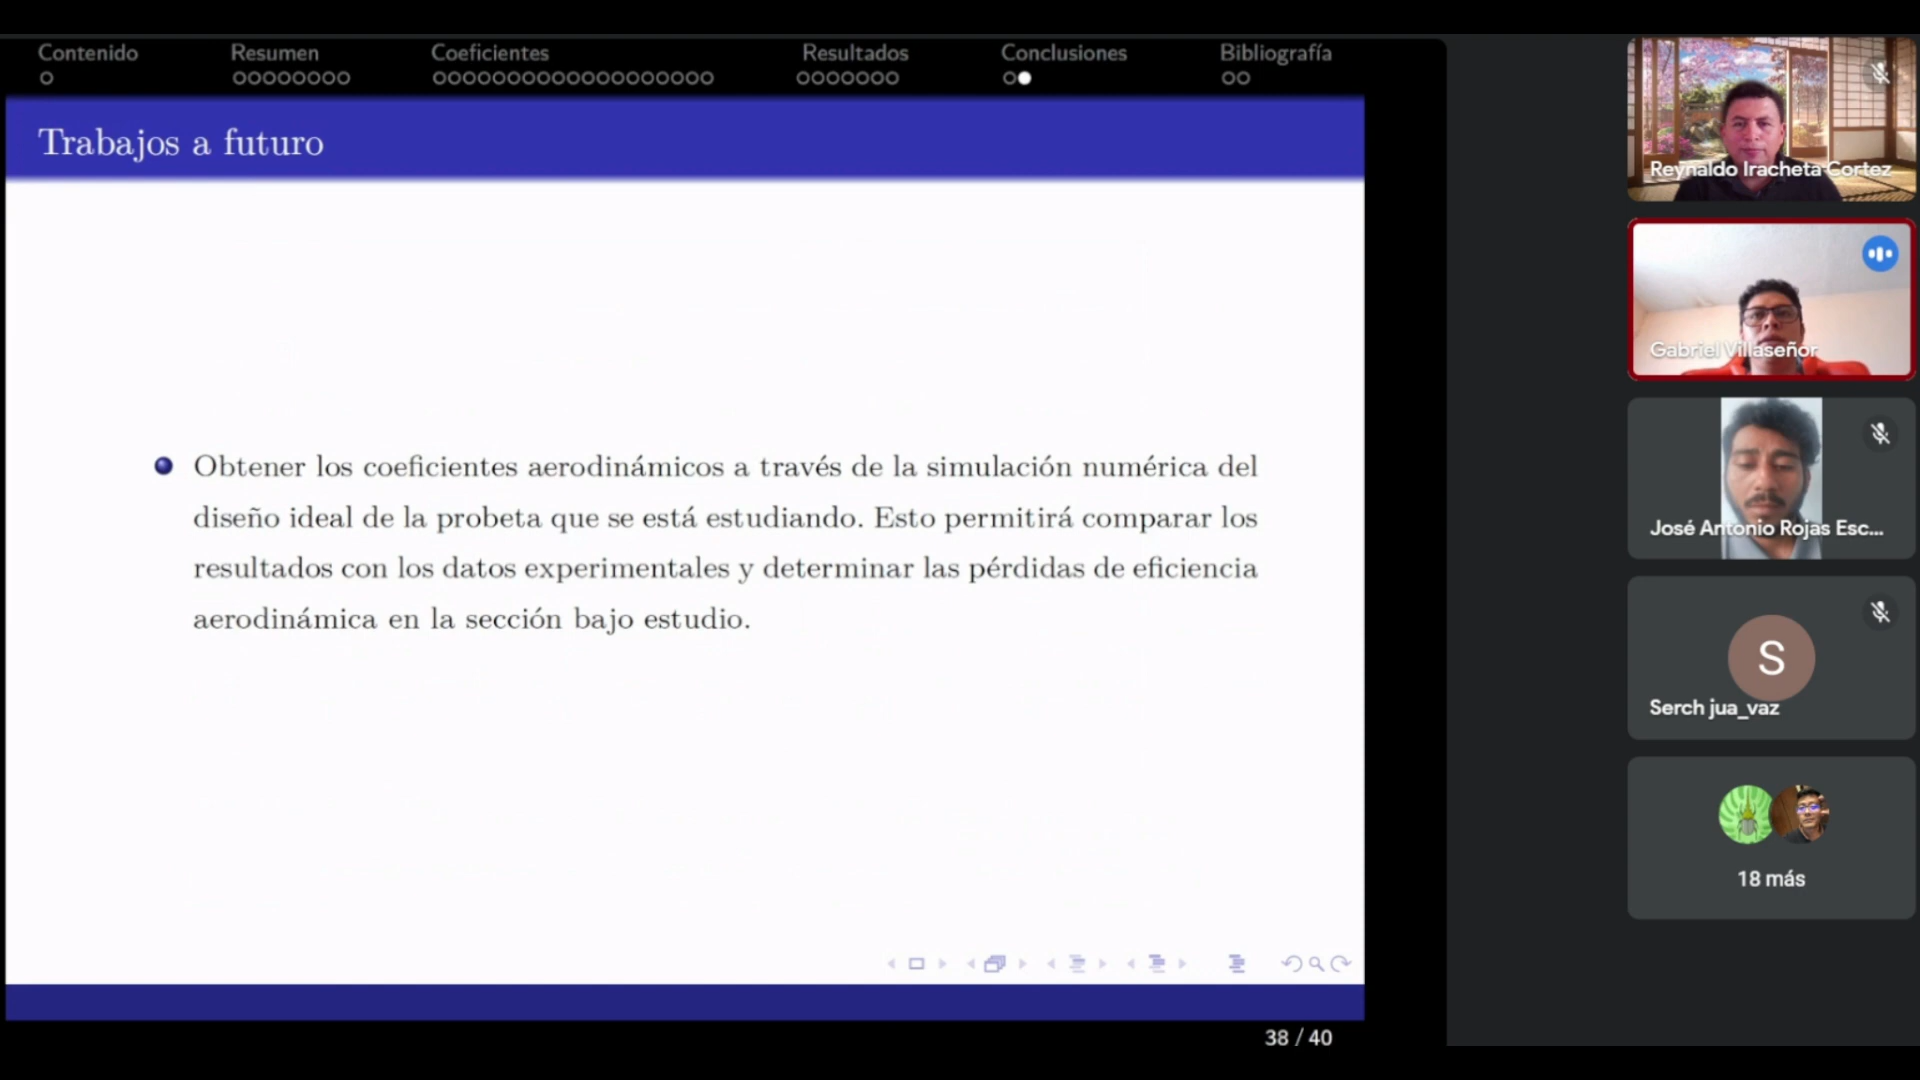 Contenido Resumen Coeficientes Resultados Conclusiones Bibliografía
Trabajos a futuro
Obtener los coeficientes aerodinámicos a través de la simulación numérica del
diseño ideal de la probeta que se está estudiando. Esto permitirá comparar los
resultados con los datos experimentales y determinar las pérdidas de eficiencia
aerodinámica en la sección bajo estudio.
38 / 40
Reynaldo Iracheta Cortez
Gabriel Villaseñor
José Antonio Rojas Esc...
S
Serch jua_vaz
18 más